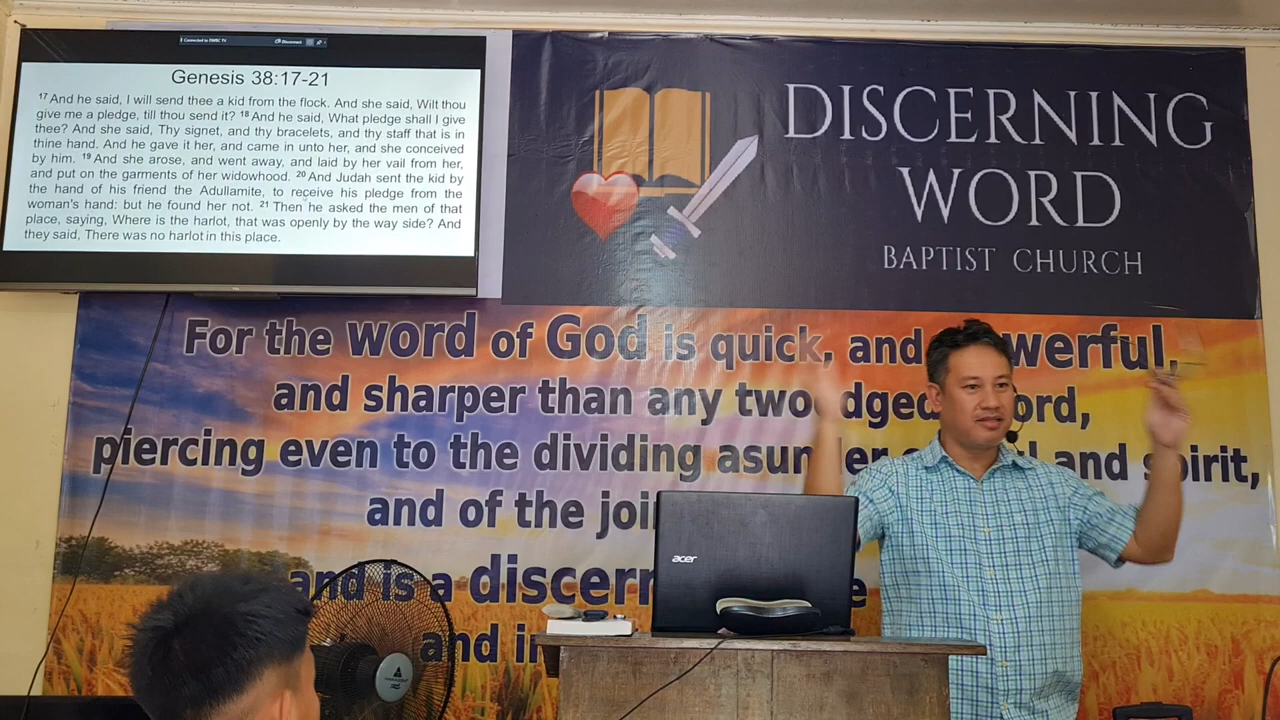 Connected to DWBC TV Disconnect
Genesis 38:17-21
17 And he said, I will send thee a kid from the flock. And she said, Wilt thou
give me a pledge, till thou send it? 18 And he said, What pledge shall I give
thee? And she said, Thy signet, and thy bracelets, and thy staff that is in
thine hand. And he gave it her, and came in unto her, and she conceived
by him. 19 And she arose, and went away, and laid by her vail from her,
and put on the garments of her widowhood. 20 And Judah sent the kid by
the hand of his friend the Adullamite, to receive his pledge from the
woman's hand: but he found her not. 21 Then he asked the men of that
place, saying, Where is the harlot, that was openly by the way side? And
they said, There was no harlot in this place.
DISCERNING
WORD
BAPTIST CHURCH
For the word of God is quick, and werful,
and sharper than any two dged ord,
piercing even to the dividing asun er and spirit,
and of the joi
and is a discern e
and in
acer